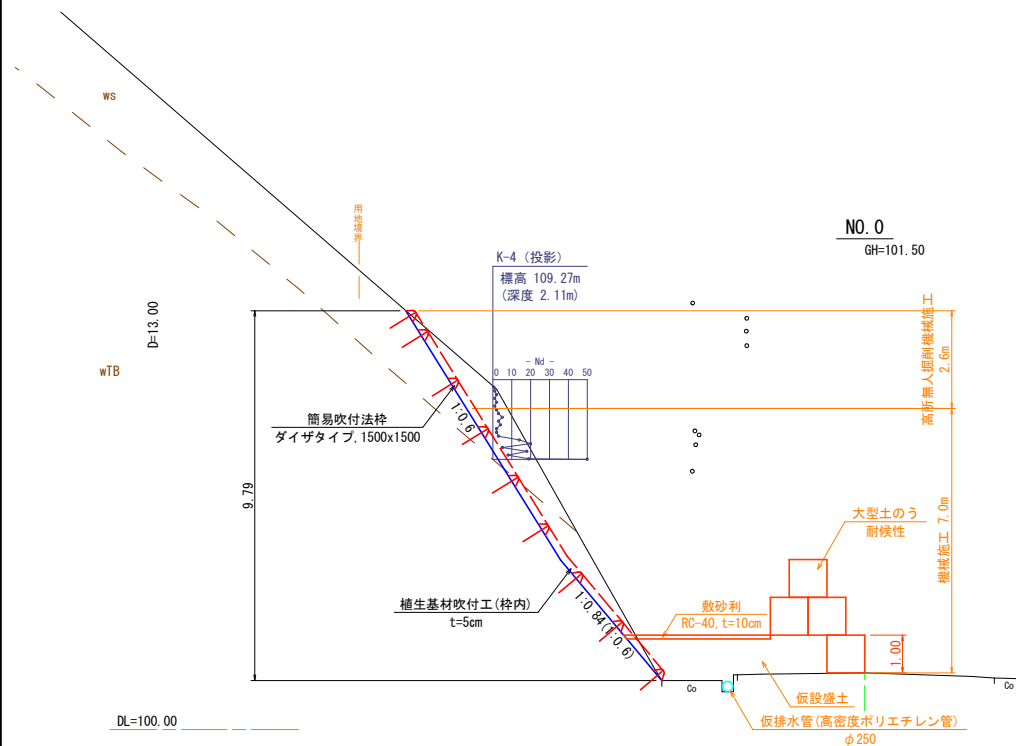 ws
用地境界
NO. 0
GH=101.50
K-4 (投影)
標高 109.27m
(深度 2.11m)
D=13.00
高所無人掘削機械施工
2.6m
wTB
- Nd -
0 10 20 30 40 50
簡易吹付法枠
ダイザタイプ, 1500x1500
1:0.6
9.79
大型土のう
耐候性
機械施工 7.0m
植生基材吹付工(枠内)
t=5cm
1:0.84(1:0.6)
敷砂利
RC-40, t=10cm
1.00
Co
仮設盛土
Co
仮排水管(高密度ポリエチレン管)
φ250
DL=100.00